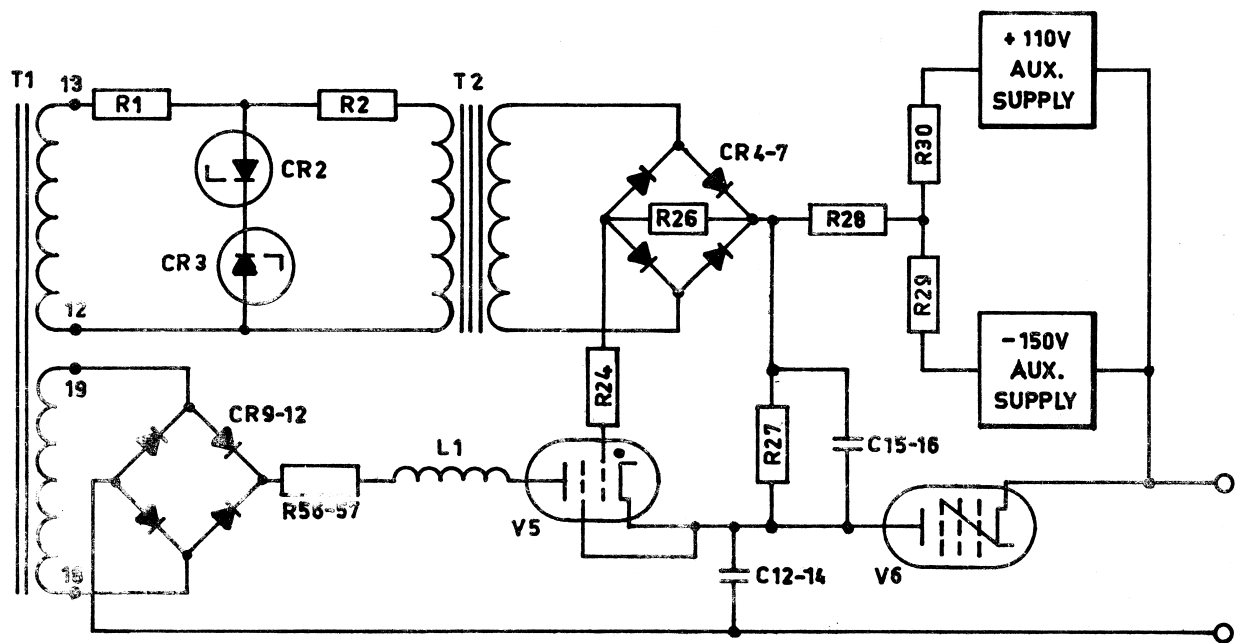 T1
13
R1
R2
T2
CR2
CR3
12
CR4-7
R26
R28
R30
R29
+110V
AUX.
SUPPLY
-150V
AUX.
SUPPLY
19
CR9-12
R56-57
L1
R24
V5
R27
C15-16
C12-14
V6